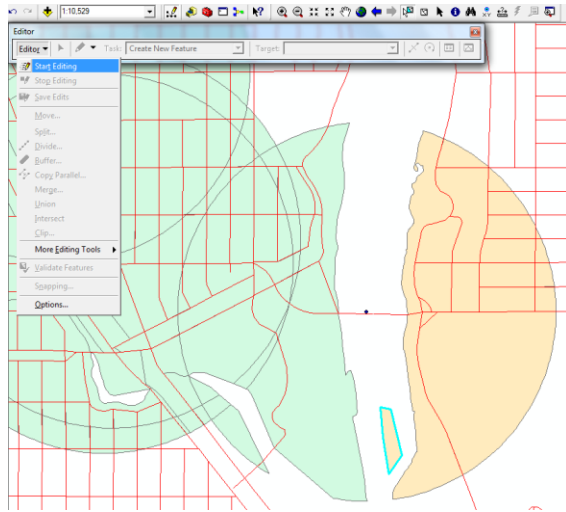 1:10,529
Editor
Editor Task: Create New Feature Target:
Start Editing
Stop Editing
Save Edits
Move...
Split...
Divide...
Buffer...
Copy Parallel...
Merge...
Union
Intersect
Clip...
More Editing Tools
Validate Features
Snapping...
Options...